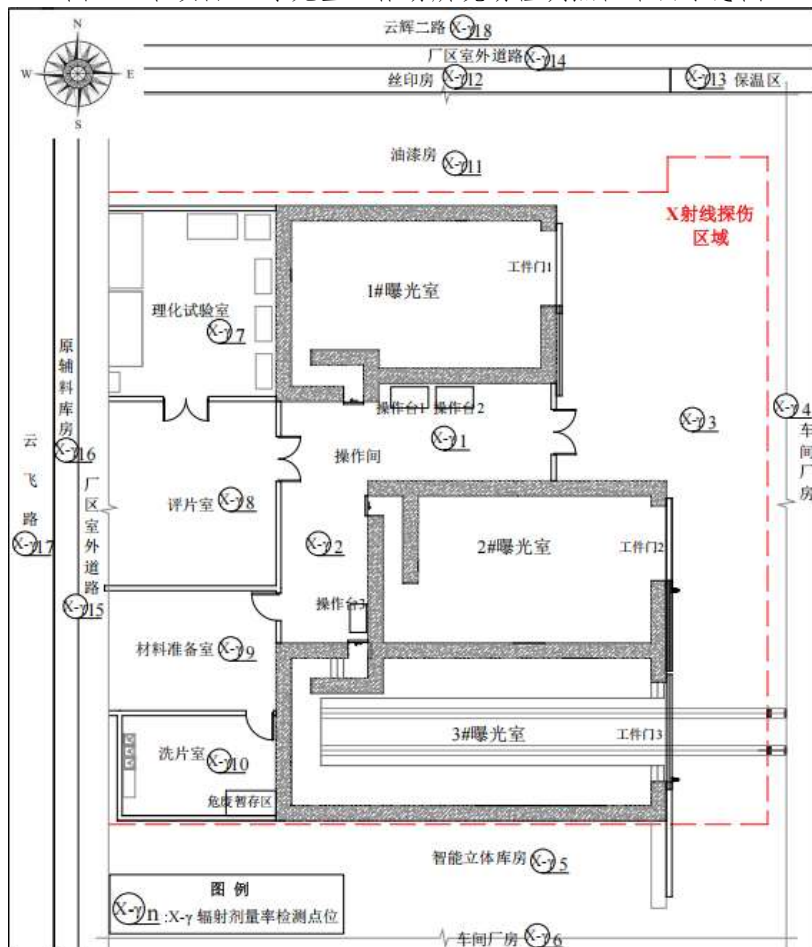 N
W
E
S
云辉二路 X-γ18
厂区室外道路 X-γ14
丝印房 X-γ12
X-γ13 保温区
油漆房 X-γ11
X射线探伤
区域
工件门1
1#曝光室
理化试验室
X-γ7
原辅料库房
X-γ16
操作台1 操作台2
X-γ1
X-γ3
X-γ4
车间厂房
操作间
云飞路
X-γ17
厂区室外道路
X-γ15
评片室 X-γ8
X-γ2
2#曝光室
工件门2
操作台3
材料准备室 X-γ9
3#曝光室
工件门3
洗片室
X-γ10
危废暂存区
智能立体库房 X-γ5
图 例
X-γn :X-γ 辐射剂量率检测点位
车间厂房 X-γ6